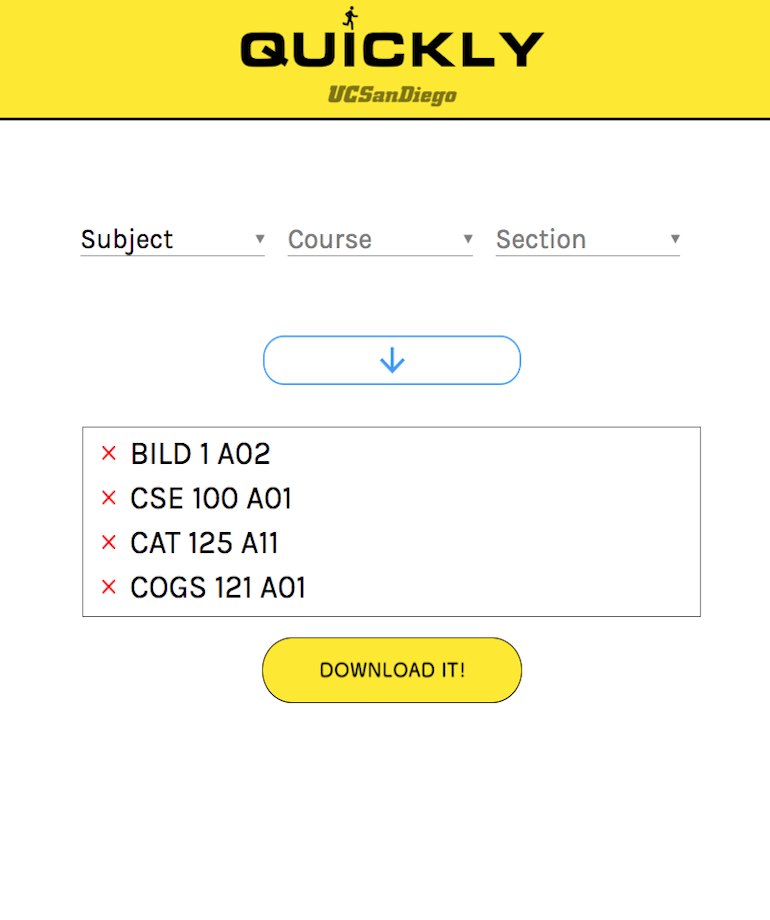 QUICKLY
UCSanDiego
Subject Course Section
BILD 1 A02
CSE 100 A01
CAT 125 A11
COGS 121 A01
DOWNLOAD IT!